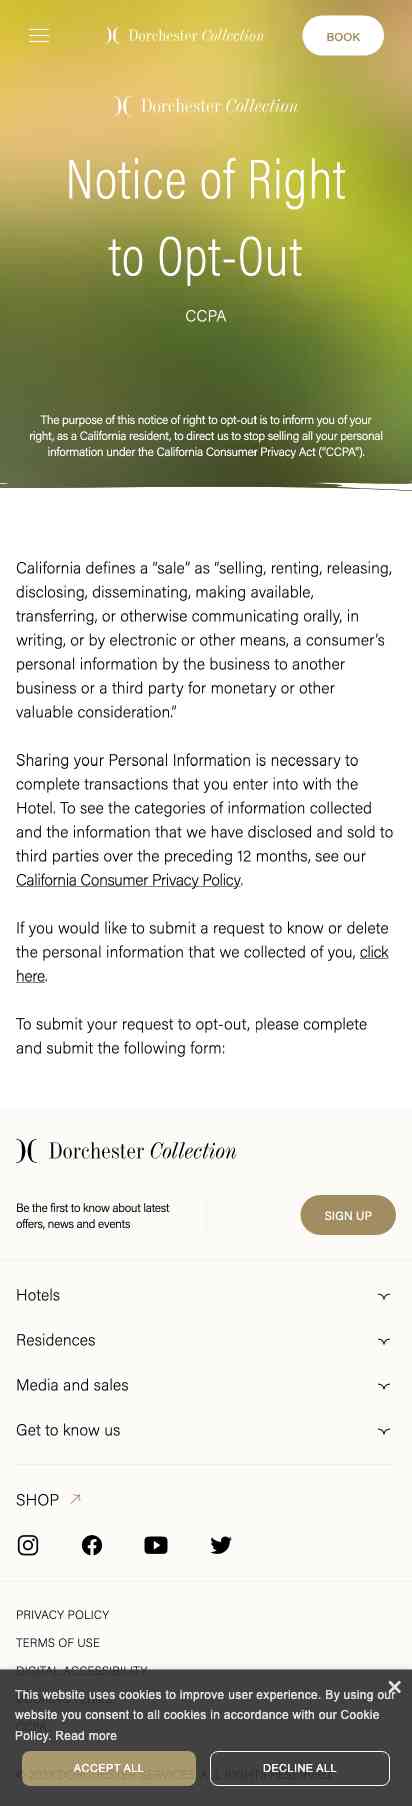 Dorchester Collection
BOOK
Dorchester Collection
Notice of Right
to Opt-Out
CCPA
The purpose of this notice of right to opt-out is to inform you of your
right, as a California resident, to direct us to stop selling all your personal
information under the California Consumer Privacy Act ("CCPA").
California defines a "sale" as "selling, renting, releasing,
disclosing, disseminating, making available,
transferring, or otherwise communicating orally, in
writing, or by electronic or other means, a consumer's
personal information by the business to another
business or a third party for monetary or other
valuable consideration."
Sharing your Personal Information is necessary to
complete transactions that you enter into with the
Hotel. To see the categories of information collected
and the information that we have disclosed and sold to
third parties over the preceding 12 months, see our
California Consumer Privacy Policy.
If you would like to submit a request to know or delete
the personal information that we collected of you, click
here.
To submit your request to opt-out, please complete
and submit the following form:
Dorchester Collection
Be the first to know about latest
offers, news and events
SIGN UP
Hotels
Residences
Media and sales
Get to know us
SHOP
PRIVACY POLICY
TERMS OF USE
DIGITAL ACCESSIBILITY
This website uses cookies to improve user experience. By using our
website you consent to all cookies in accordance with our Cookie
Policy. Read more
ACCEPT ALL
DECLINE ALL